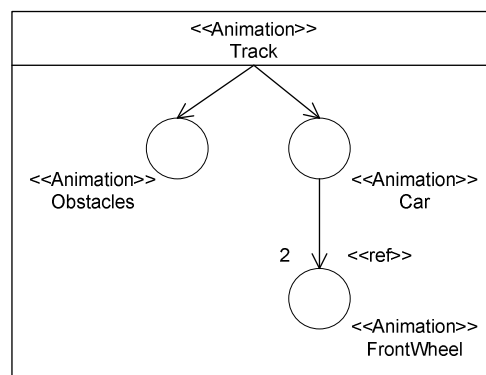 <<Animation>>
Track
<<Animation>>
Obstacles
<<Animation>>
Car
2 <<ref>>
<<Animation>>
FrontWheel